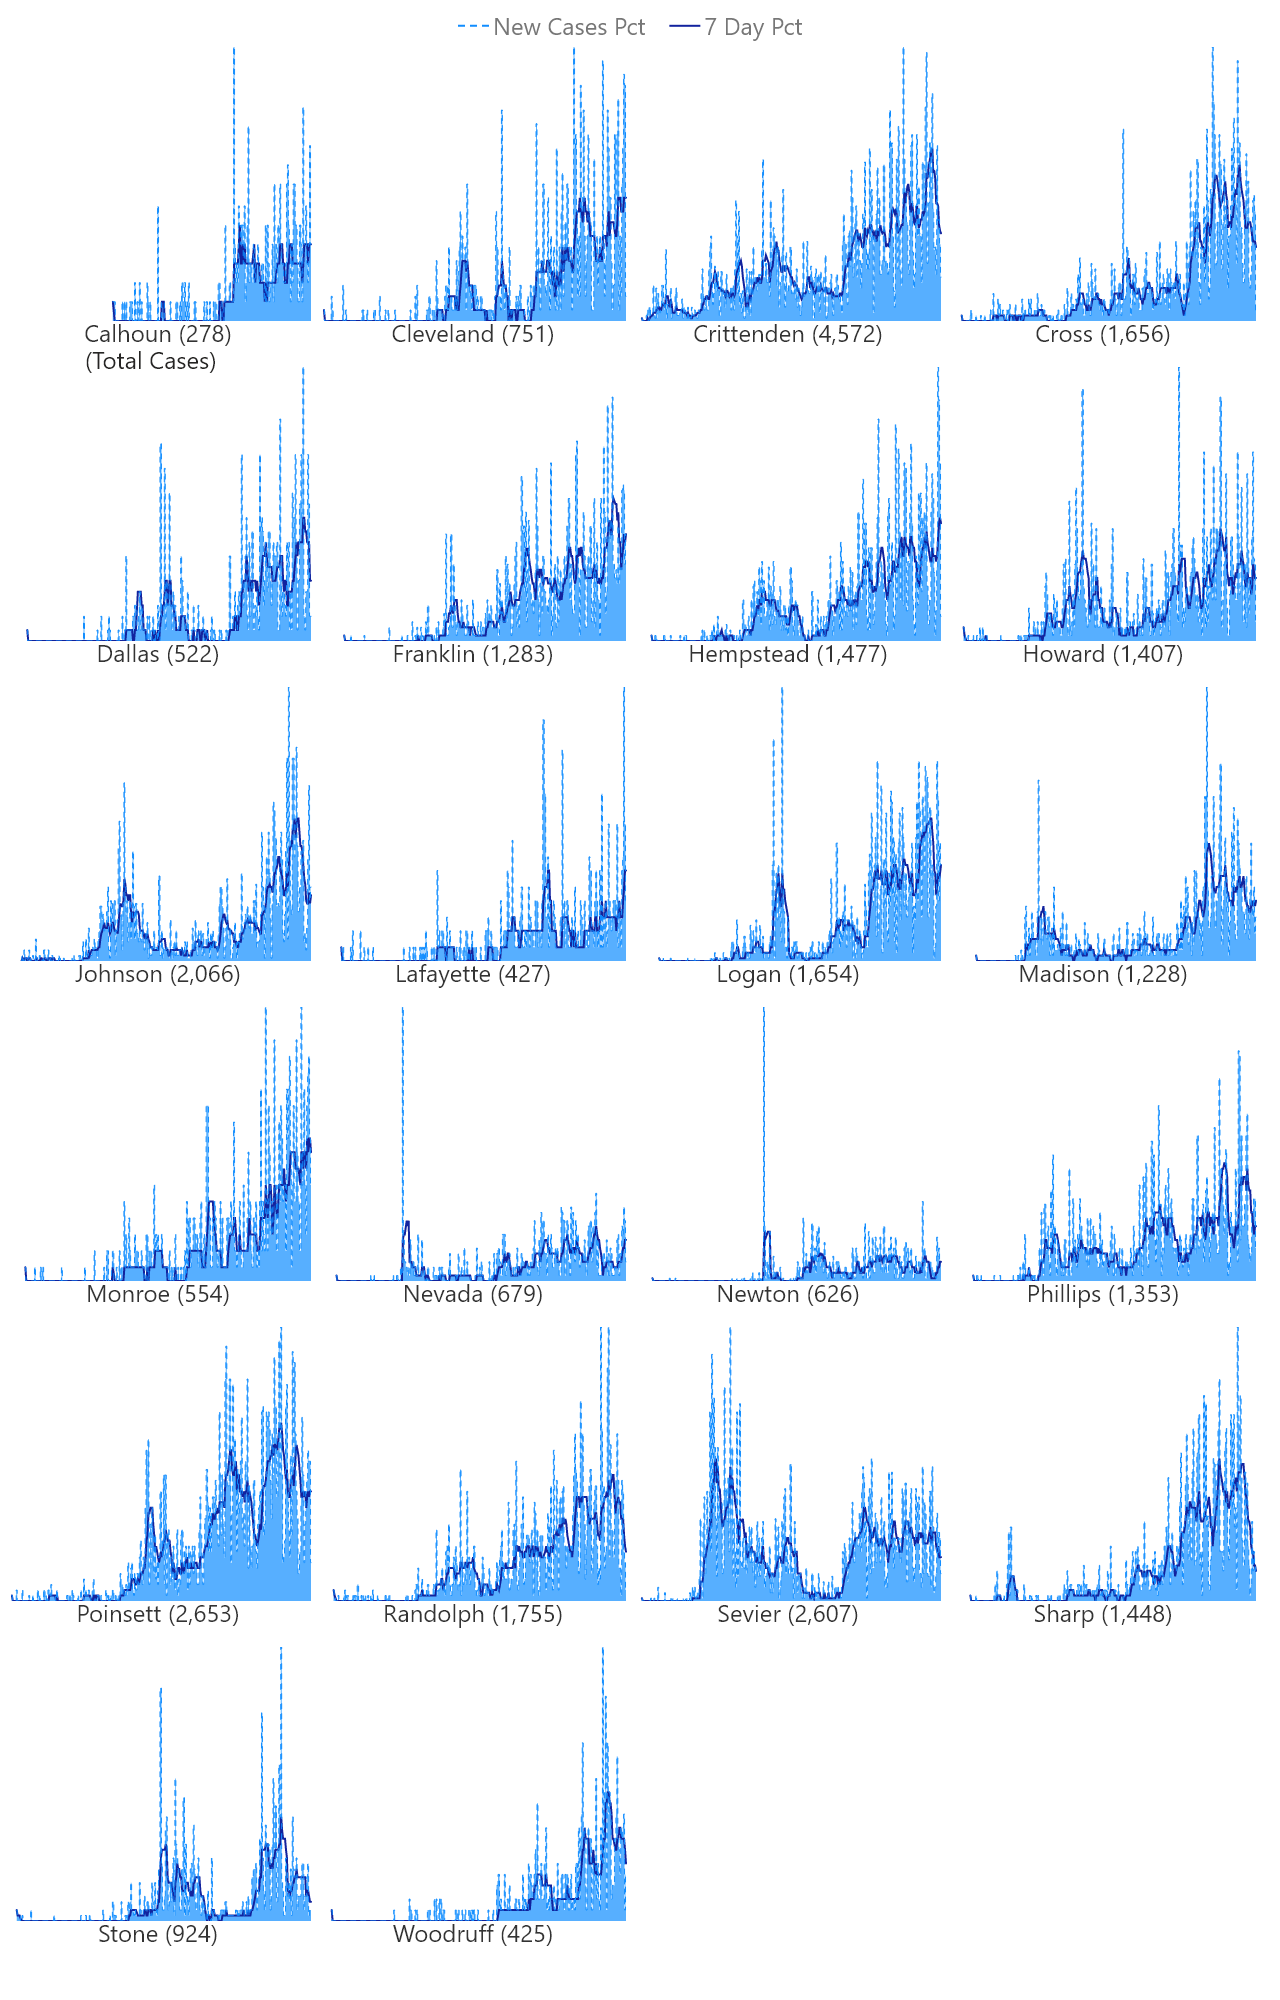 New Cases Pct 7 Day Pct
Calhoun (278) Cleveland (751) Crittenden (4,572) Cross (1,656)
(Total Cases)
Dallas (522) Franklin (1,283) Hempstead (1,477) Howard (1,407)
Johnson (2,066) Lafayette (427) Logan (1,654) Madison (1,228)
Monroe (554) Nevada (679) Newton (626) Phillips (1,353)
Poinsett (2,653) Randolph (1,755) Sevier (2,607) Sharp (1,448)
Stone (924) Woodruff (425)